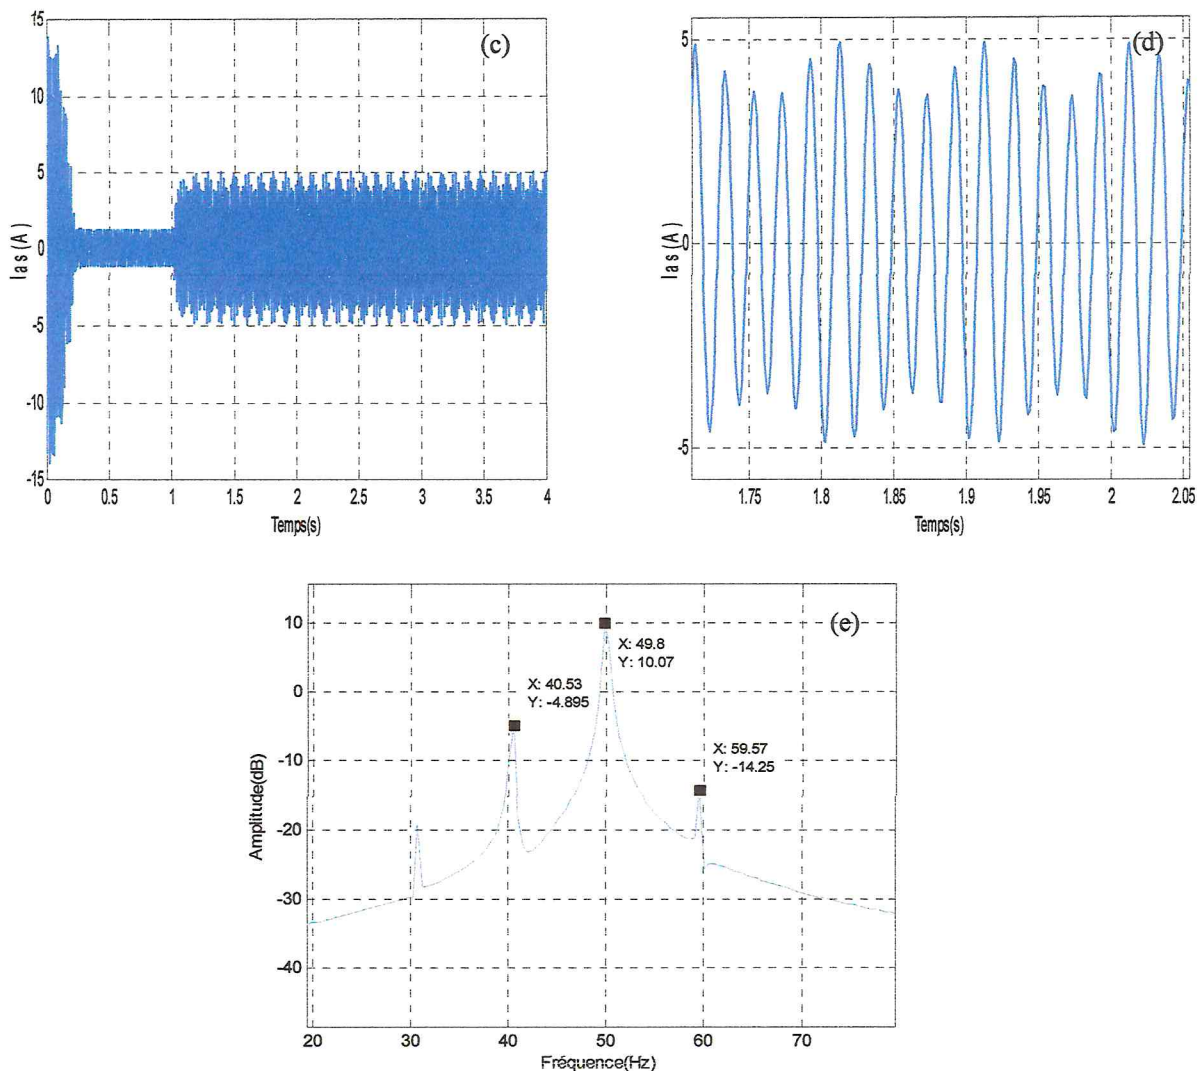 15
10
5
0
-5
-10
-15
Ias(A)
(c)
0
0.5
1
1.5
2
2.5
3
3.5
4
Temps(s)
5
0
-5
Ias(A)
(d)
1.75
1.8
1.85
1.9
1.95
2
2.05
Temps(s)
10
0
-10
-20
-30
-40
Amplitude(dB)
(e)
X: 49.8
Y: 10.07
X: 40.53
Y: -4.895
X: 59.57
Y: -14.25
20
30
40
50
60
70
Fréquence(Hz)